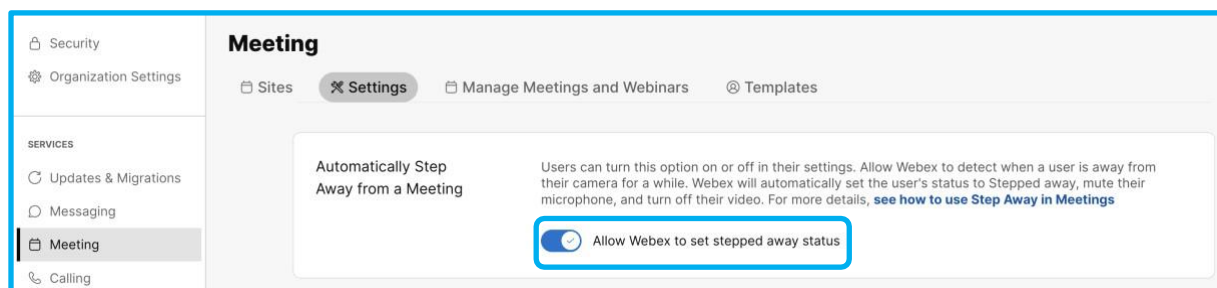 Security
Organization Settings
SERVICES
Updates & Migrations
Messaging
Meeting
Calling
Meeting
Sites
Settings
Manage Meetings and Webinars
Templates
Automatically Step
Away from a Meeting
Users can turn this option on or off in their settings. Allow Webex to detect when a user is away from
their camera for a while. Webex will automatically set the user's status to Stepped away, mute their
microphone, and turn off their video. For more details, see how to use Step Away in Meetings
Allow Webex to set stepped away status